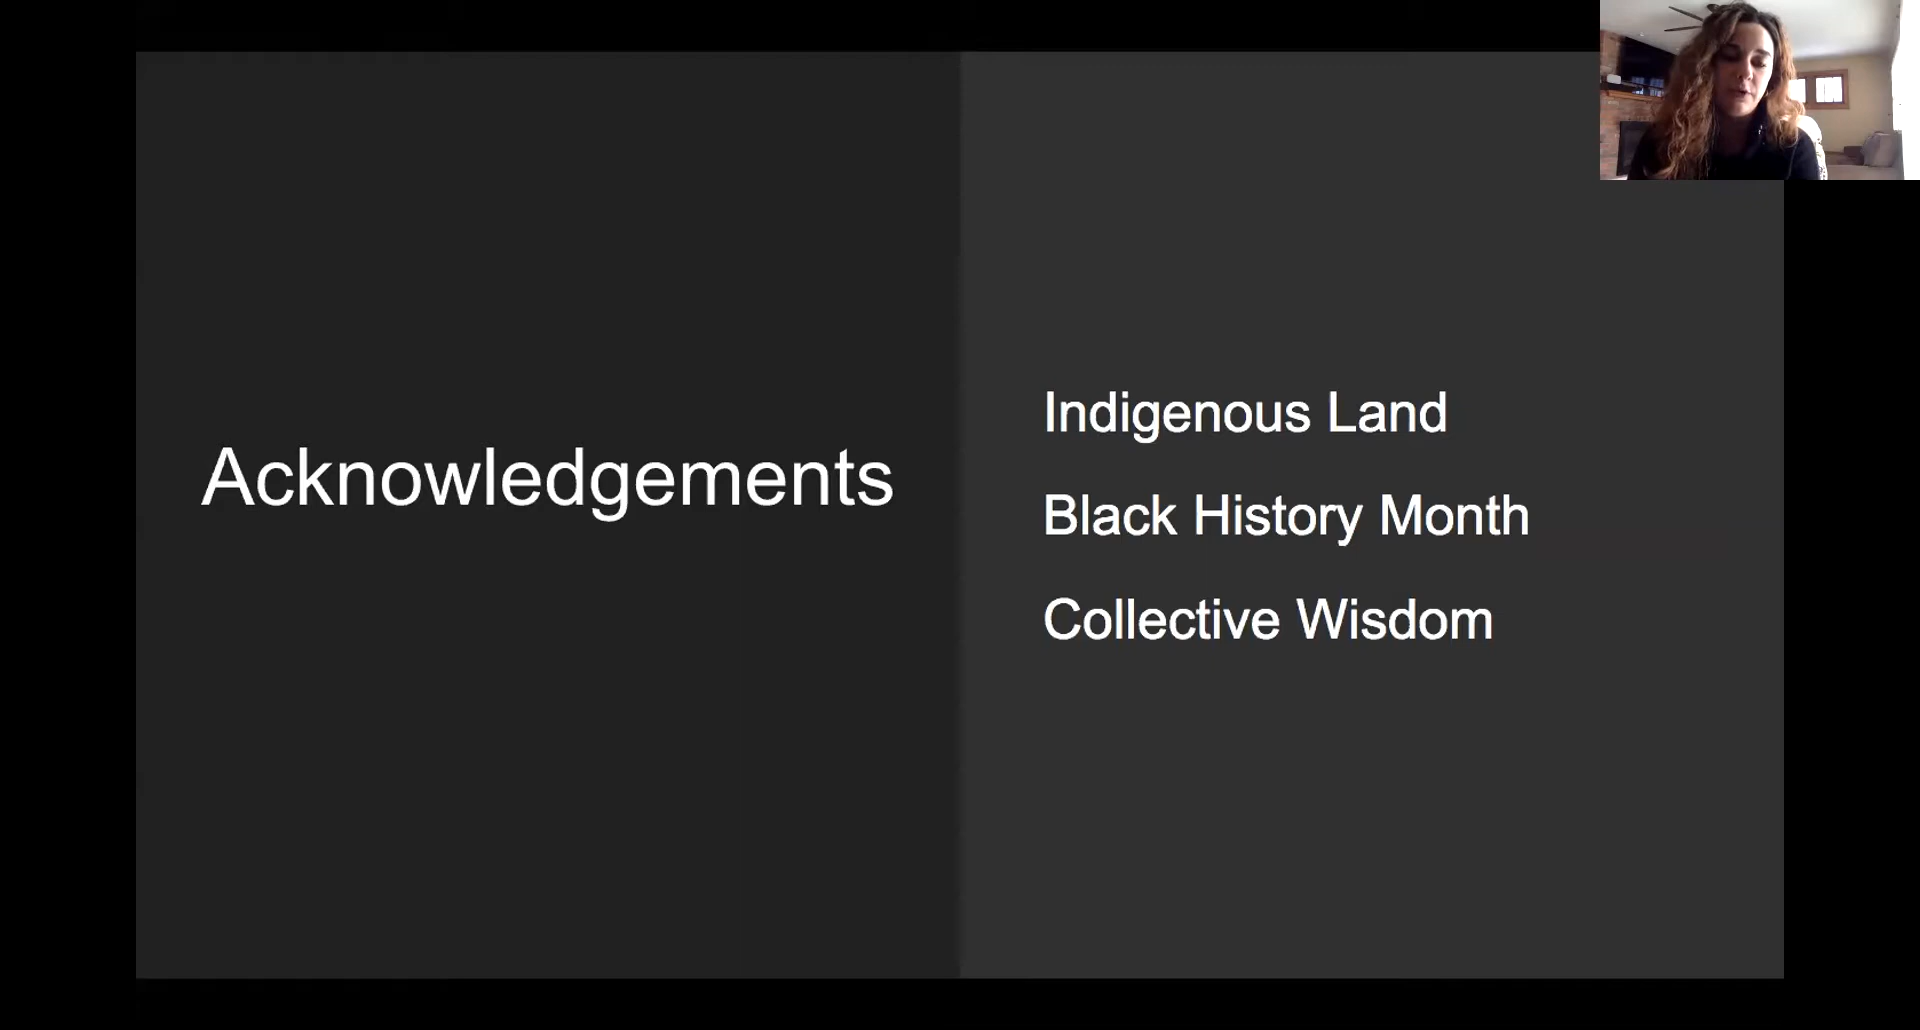 Acknowledgements
Indigenous Land
Black History Month
Collective Wisdom